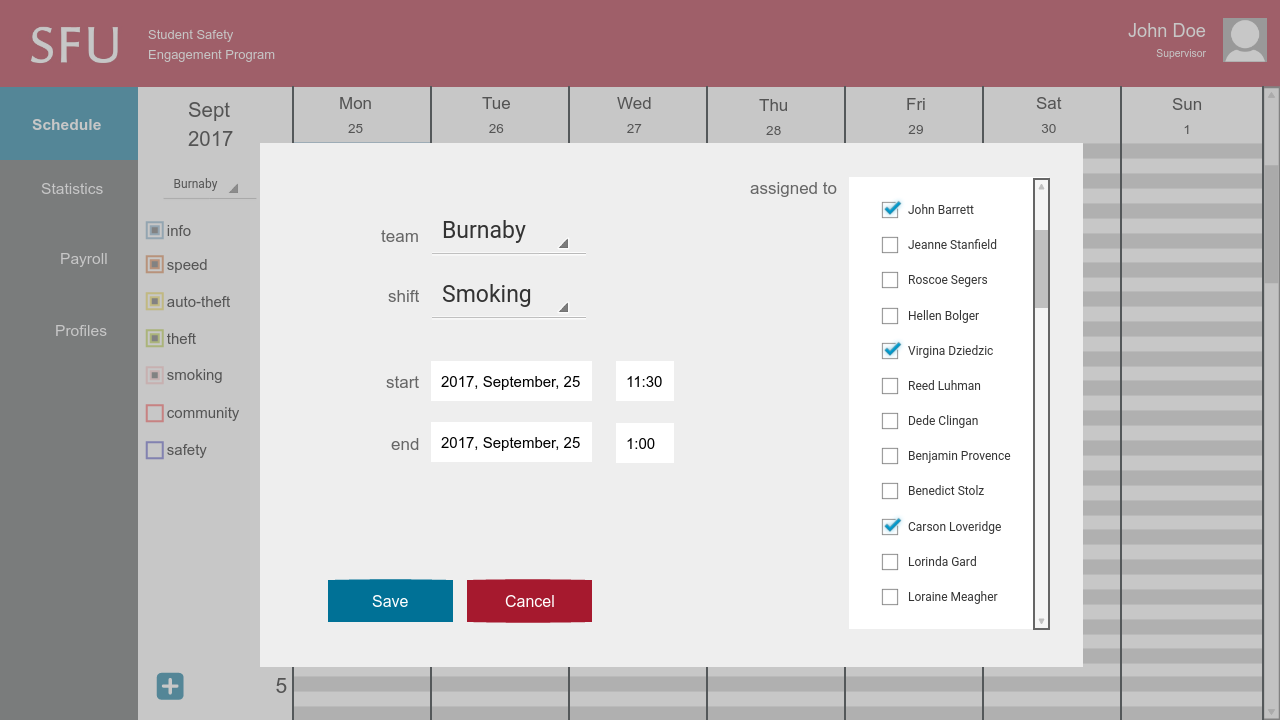 SFU
Student Safety
Engagement Program
John Doe
Supervisor
Schedule
Statistics
Payroll
Profiles
Sept
2017
Burnaby
info
speed
auto-theft
theft
smoking
community
safety
Mon
25
Tue
26
Wed
27
Thu
28
Fri
29
Sat
30
Sun
1
team
Burnaby
shift
Smoking
start
2017, September, 25
11:30
end
2017, September, 25
1:00
Save
Cancel
assigned to
John Barrett
Jeanne Stanfield
Roscoe Segers
Hellen Bolger
Virgina Dziedzic
Reed Luhman
Dede Clingan
Benjamin Provence
Benedict Stolz
Carson Loveridge
Lorinda Gard
Loraine Meagher
5